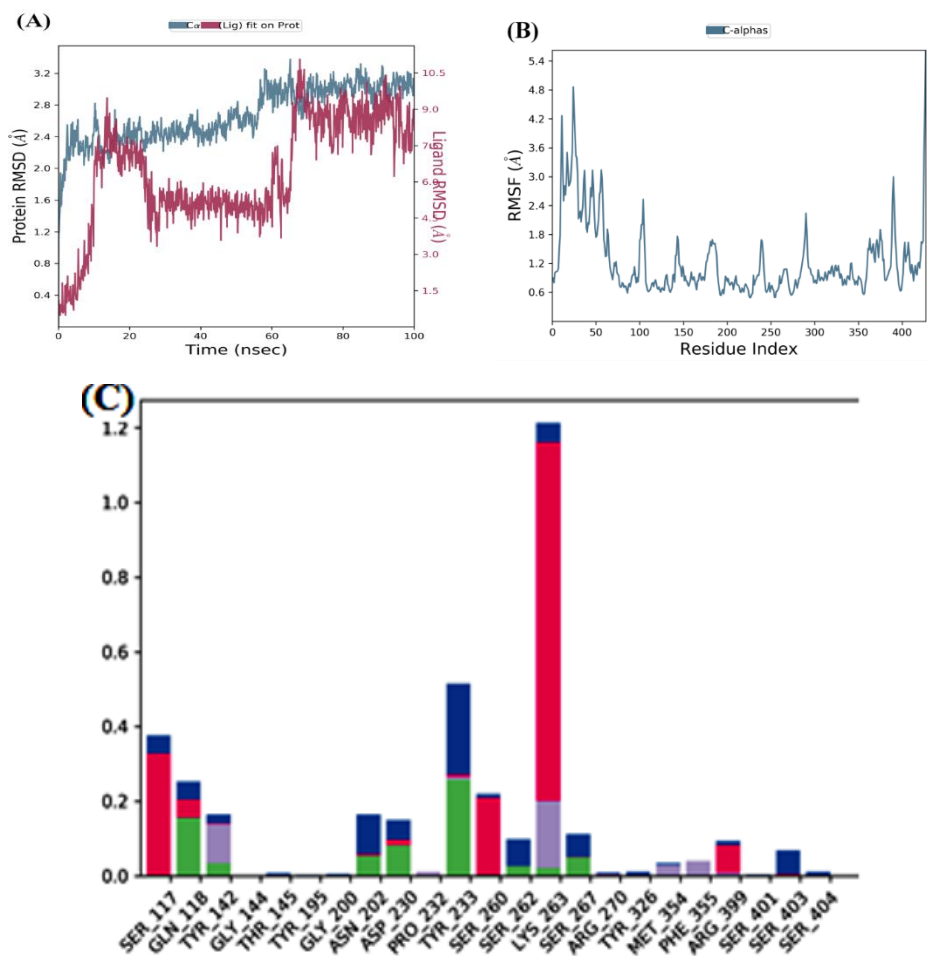 (A)
Cα (Lig) fit on Prot
Protein RMSD (Å)
3.2
2.8
2.4
2.0
1.6
1.2
0.8
0.4
0 20 40 60 80 100
Time (nsec)
10.5
9.0
7.5
6.0
4.5
3.0
1.5
Ligand RMSD (Å)
(B)
C-alphas
RMSF (Å)
5.4
4.8
4.2
3.6
3.0
2.4
1.8
1.2
0.6
0 50 100 150 200 250 300 350 400
Residue Index
(C)
1.2
1.0
0.8
0.6
0.4
0.2
0.0
SER_117
GLN_118
TYR_142
GLY_144
THR_145
TYR_195
GLY_200
ASN_202
ASP_230
PRO_232
TYR_233
SER_260
SER_262
LYS_263
SER_267
ARG_270
TYR_326
MET_354
PHE_355
ARG_399
SER_401
SER_403
SER_404